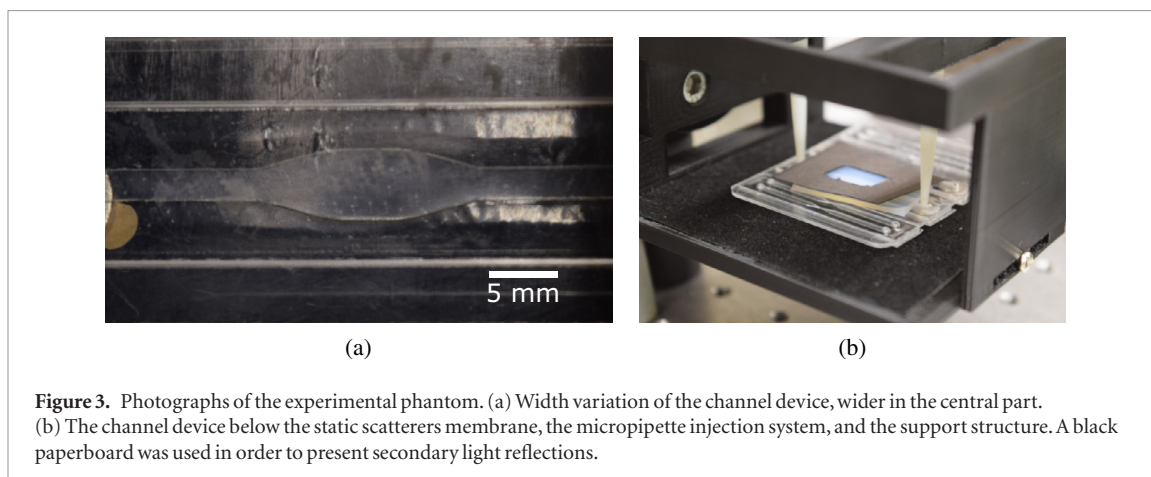 5 mm
(a)
(b)
Figure 3. Photographs of the experimental phantom. (a) Width variation of the channel device, wider in the central part.
(b) The channel device below the static scatterers membrane, the micropipette injection system, and the support structure. A black
paperboard was used in order to present secondary light reflections.